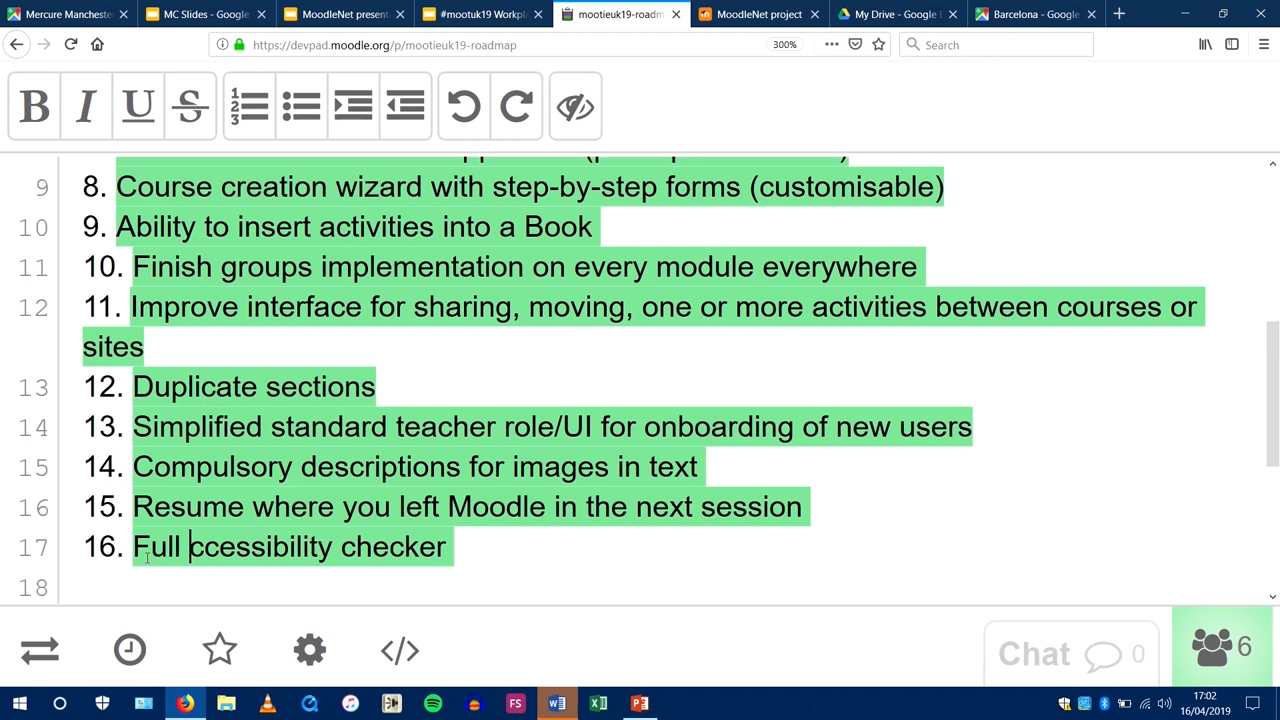 Mercure Manchester
MC Slides - Google
MoodleNet present
#mootuk19 Workpla
mootieuk19-roadm
MoodleNet project
My Drive - Google D
Barcelona - Google
https://devpad.moodle.org/p/mootieuk19-roadmap
300%
Search
B I U S
9 8. Course creation wizard with step-by-step forms (customisable)
10 9. Ability to insert activities into a Book
11 10. Finish groups implementation on every module everywhere
12 11. Improve interface for sharing, moving, one or more activities between courses or
sites
13 12. Duplicate sections
14 13. Simplified standard teacher role/UI for onboarding of new users
15 14. Compulsory descriptions for images in text
16 15. Resume where you left Moodle in the next session
17 16. Full ccessibility checker
18
Chat 0
6
FS
17:02
16/04/2019